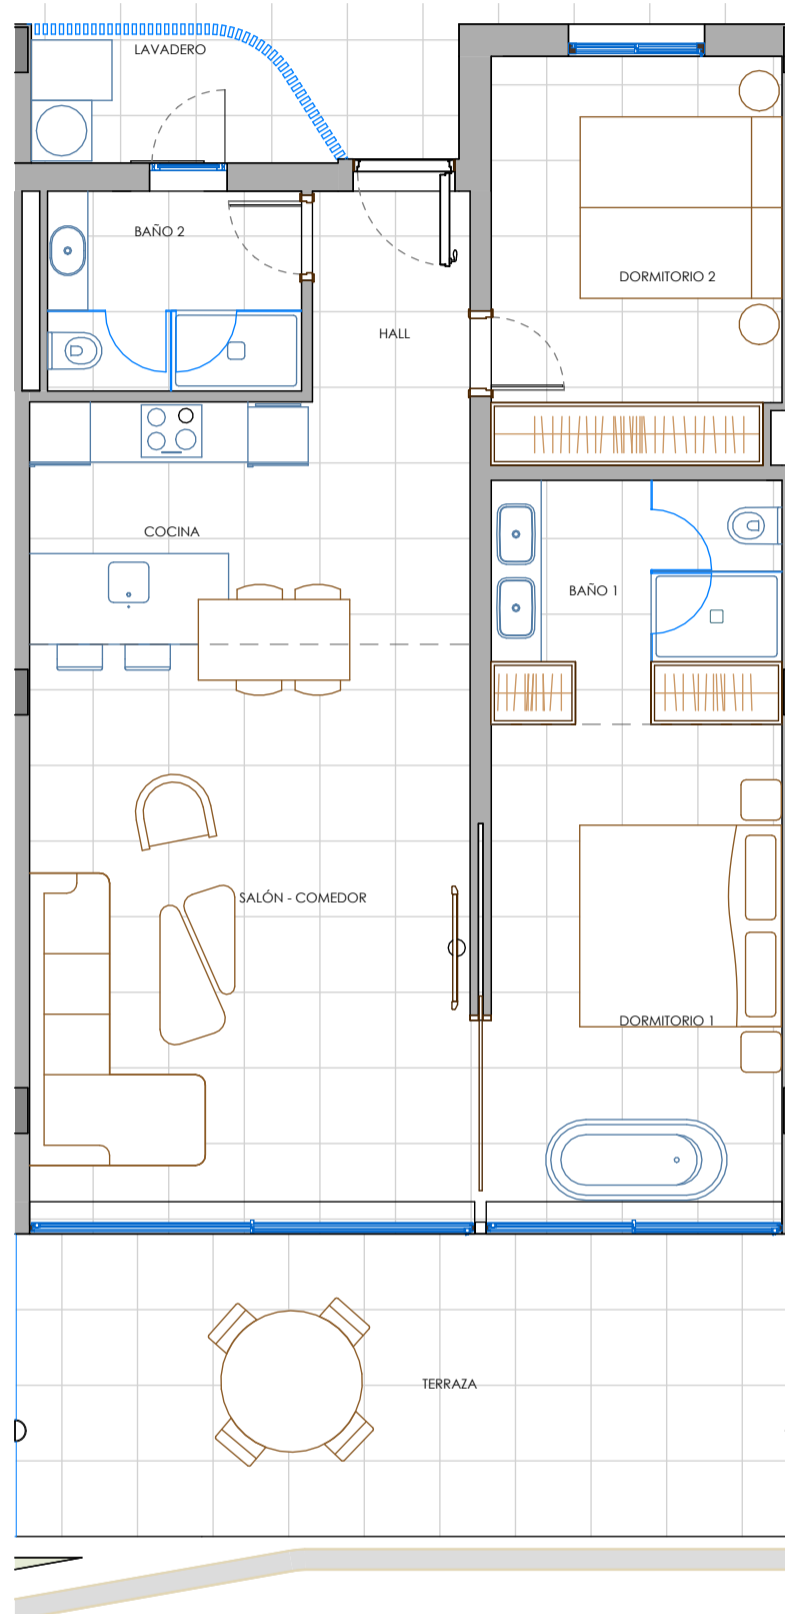 LAVADERO
BAÑO 2
DORMITORIO 2
HALL
COCINA
BAÑO 1
SALÓN - COMEDOR
DORMITORIO 1
TERRAZA